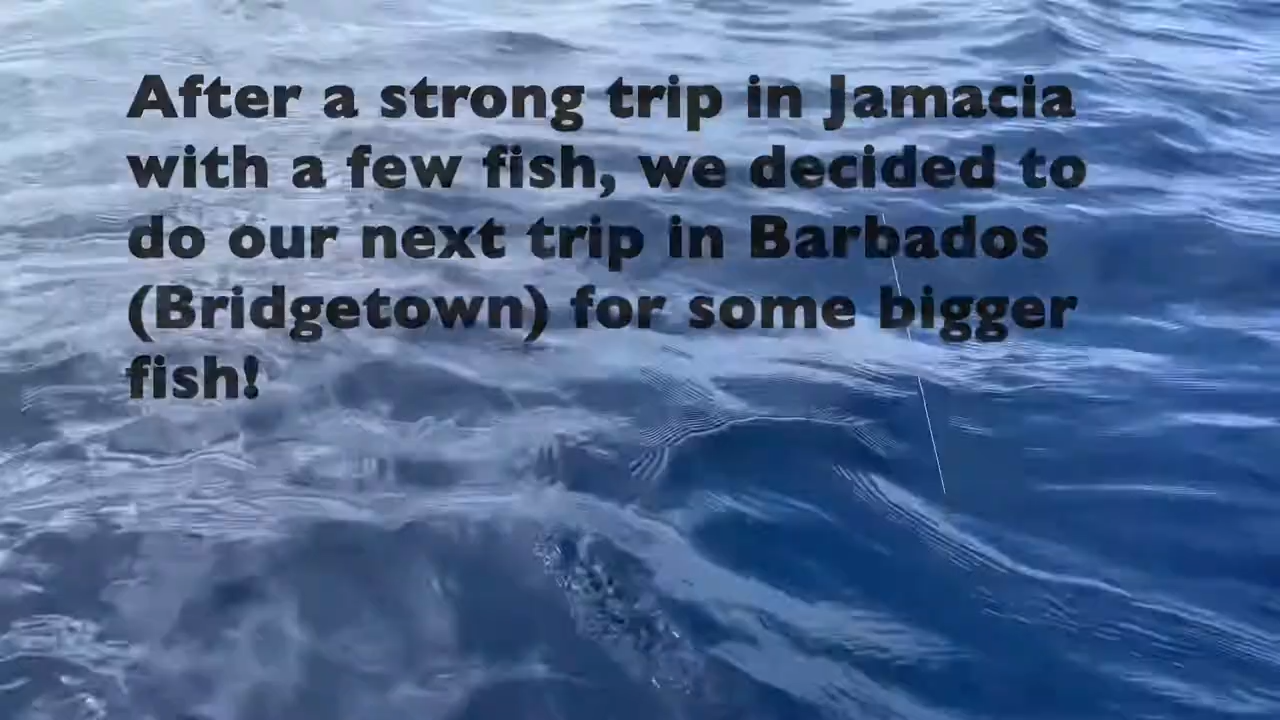 After a strong trip in Jamacia
with a few fish, we decided to
do our next trip in Barbados
(Bridgetown) for some bigger
fish!